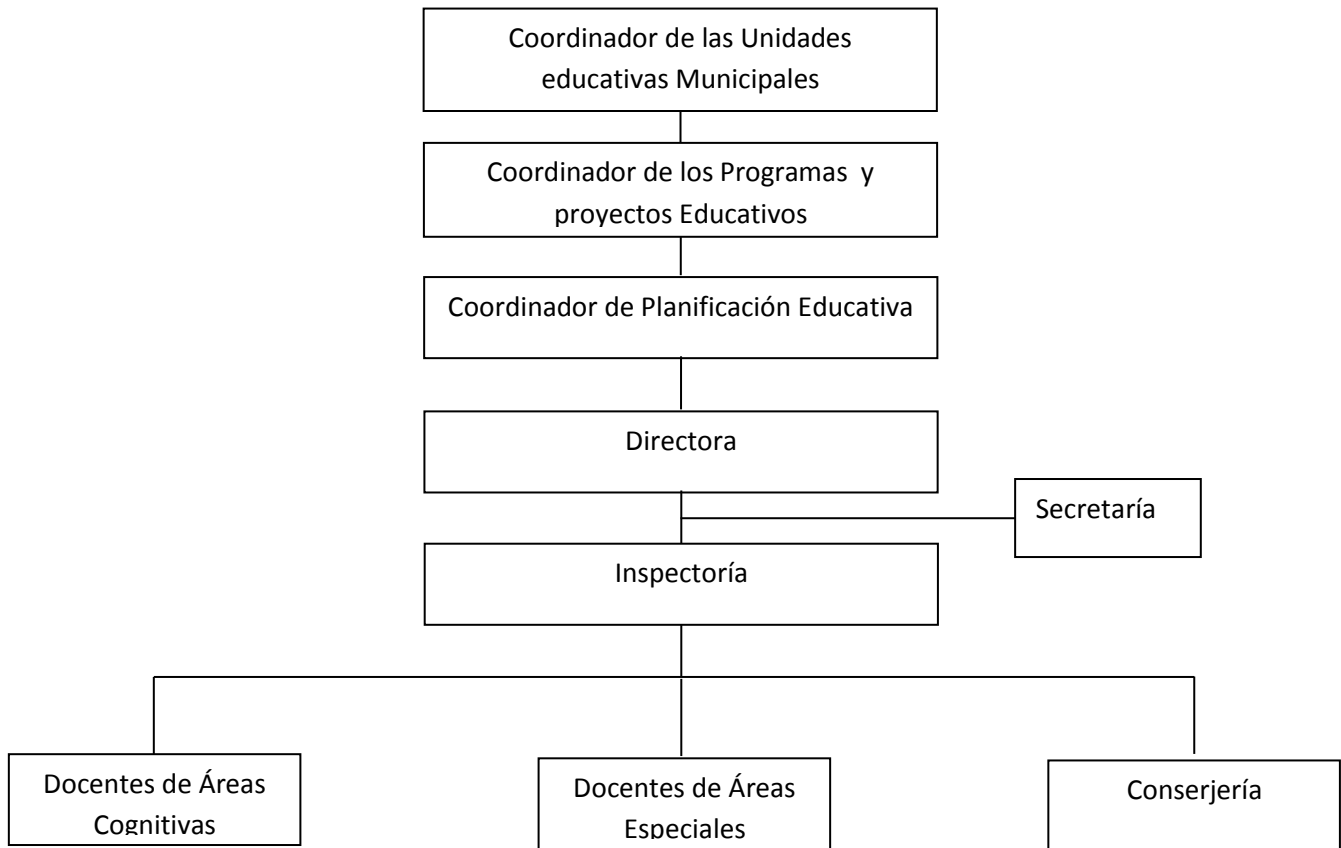 Coordinador de las Unidades
educativas Municipales
Coordinador de los Programas y
proyectos Educativos
Coordinador de Planificación Educativa
Directora
Secretaría
Inspectoría
Docentes de Áreas
Cognitivas
Docentes de Áreas
Especiales
Conserjería